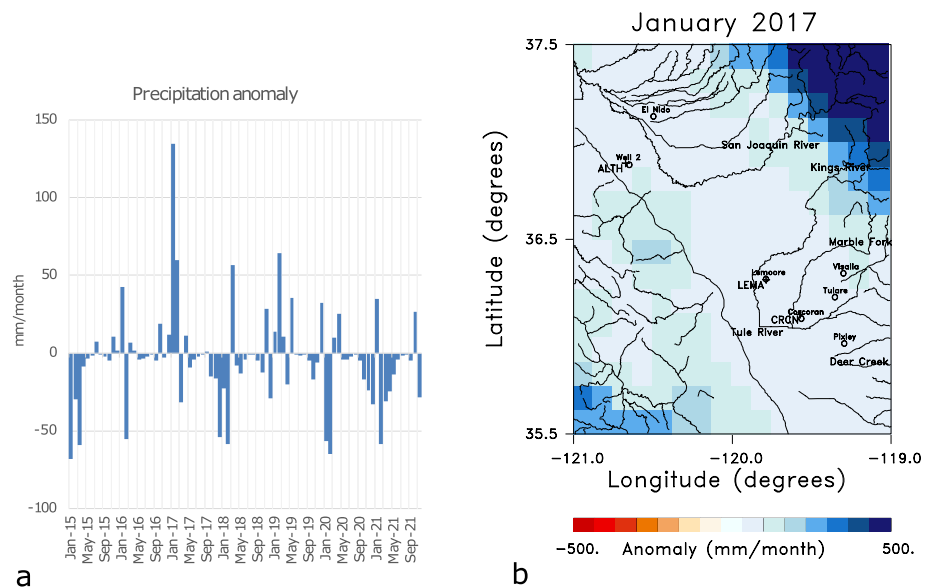 Precipitation anomaly
mm/month
150
100
50
0
-50
-100
Jan-15
May-15
Sep-15
Jan-16
May-16
Sep-16
Jan-17
May-17
Sep-17
Jan-18
May-18
Sep-18
Jan-19
May-19
Sep-19
Jan-20
May-20
Sep-20
Jan-21
May-21
Sep-21
a
January 2017
Latitude (degrees)
37.5
36.5
35.5
El Nido
San Joaquin River
Well 2
ALTH
Kings River
Marble Fork
Visalia
Lemoore
LEMA
Tulare
Corcoran
CRCN
Tule River
Pixley
Deer Creek
-121.0
-120.0
-119.0
Longitude (degrees)
-500.
Anomaly (mm/month)
500.
b